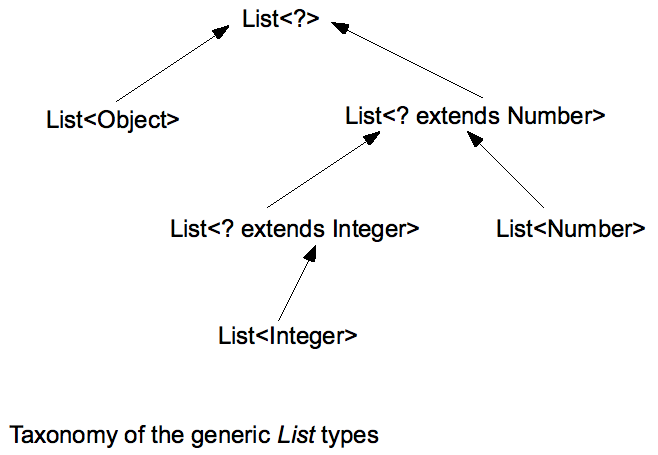 List<?>
List<Object>
List<? extends Number>
List<? extends Integer>
List<Number>
List<Integer>
Taxonomy of the generic List types